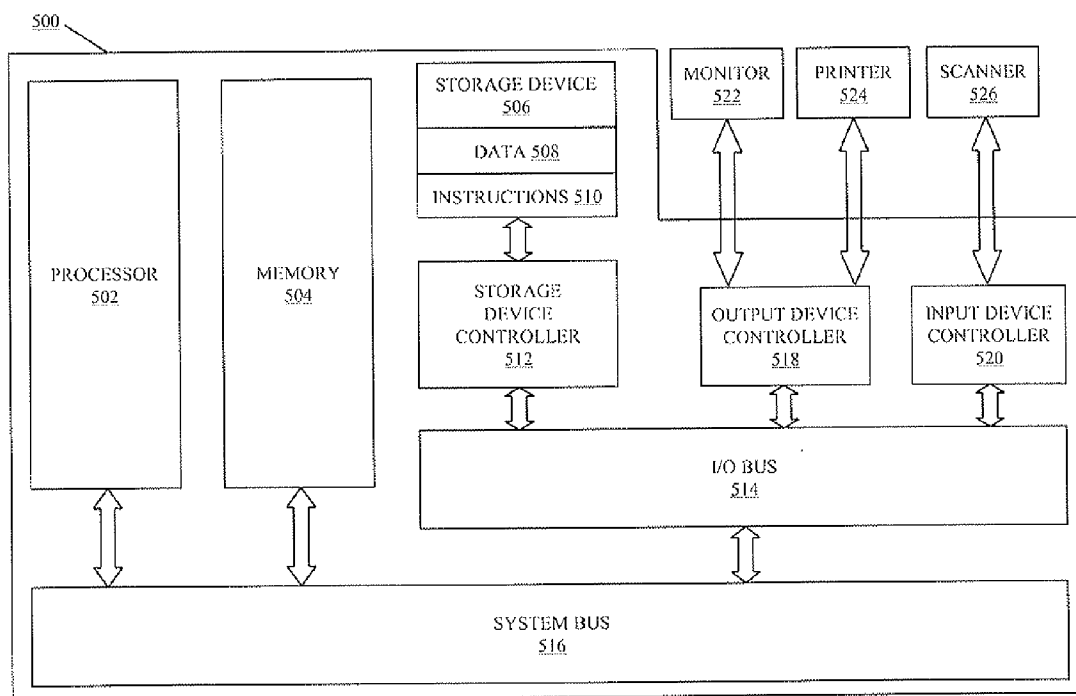 500
PROCESSOR
502
MEMORY
504
STORAGE DEVICE
506
DATA 508
INSTRUCTIONS 510
STORAGE
DEVICE
CONTROLLER
512
MONITOR
522
PRINTER
524
SCANNER
526
OUTPUT DEVICE
CONTROLLER
518
INPUT DEVICE
CONTROLLER
520
I/O BUS
514
SYSTEM BUS
516